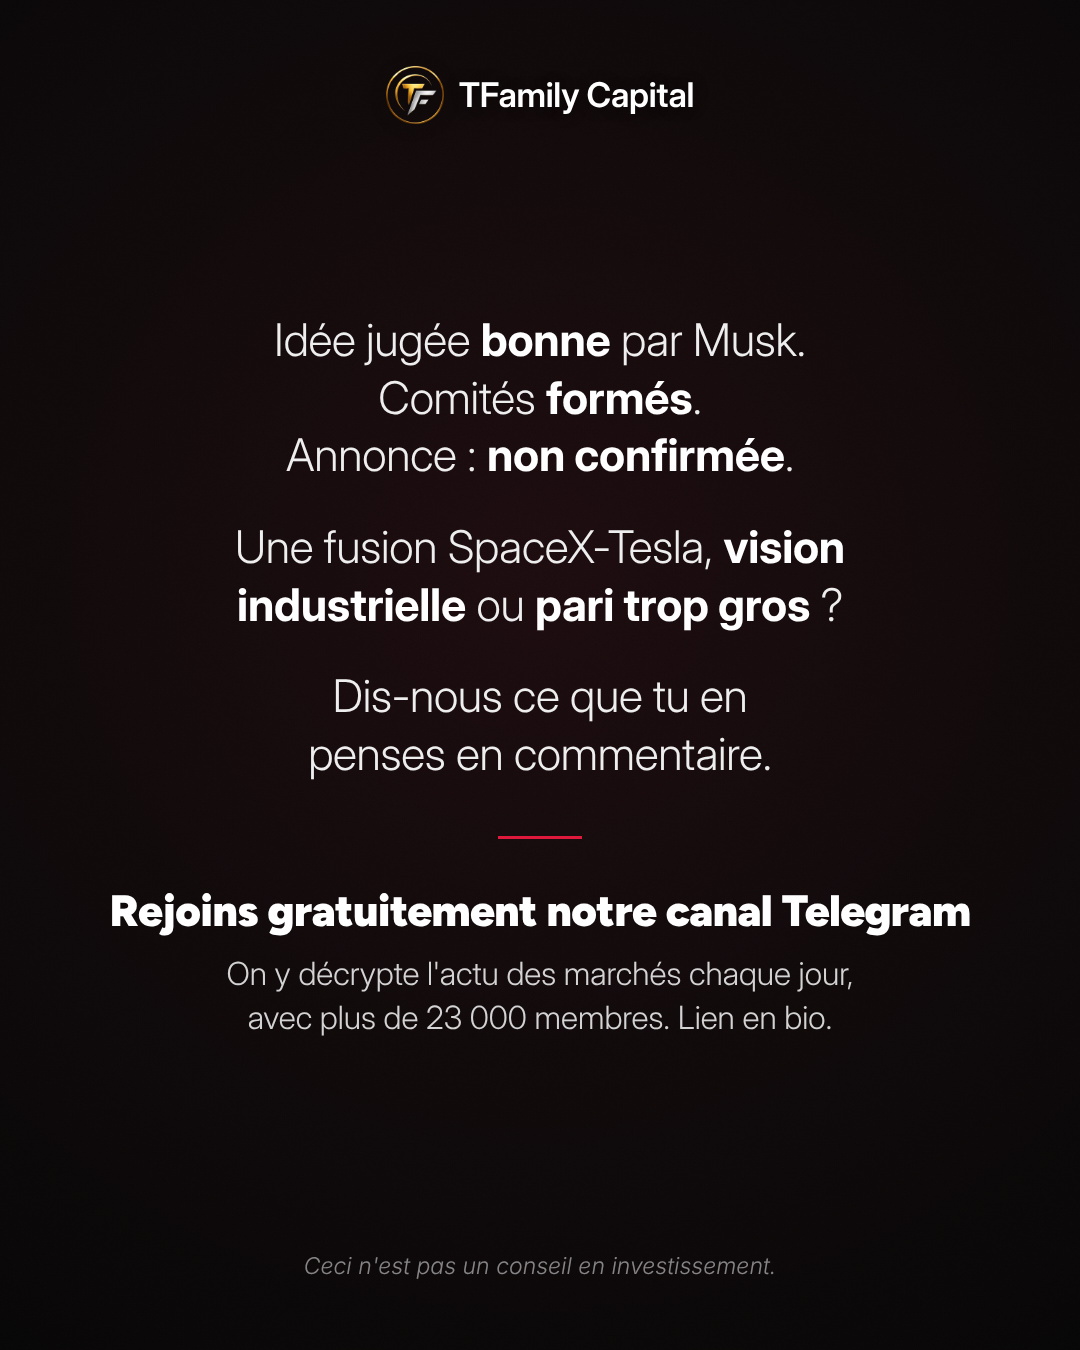 TF TFamily Capital
Idée jugée bonne par Musk.
Comités formés.
Annonce : non confirmée.
Une fusion SpaceX-Tesla, vision
industrielle ou pari trop gros ?
Dis-nous ce que tu en
penses en commentaire.
Rejoins gratuitement notre canal Telegram
On y décrypte l'actu des marchés chaque jour,
avec plus de 23 000 membres. Lien en bio.
Ceci n'est pas un conseil en investissement.